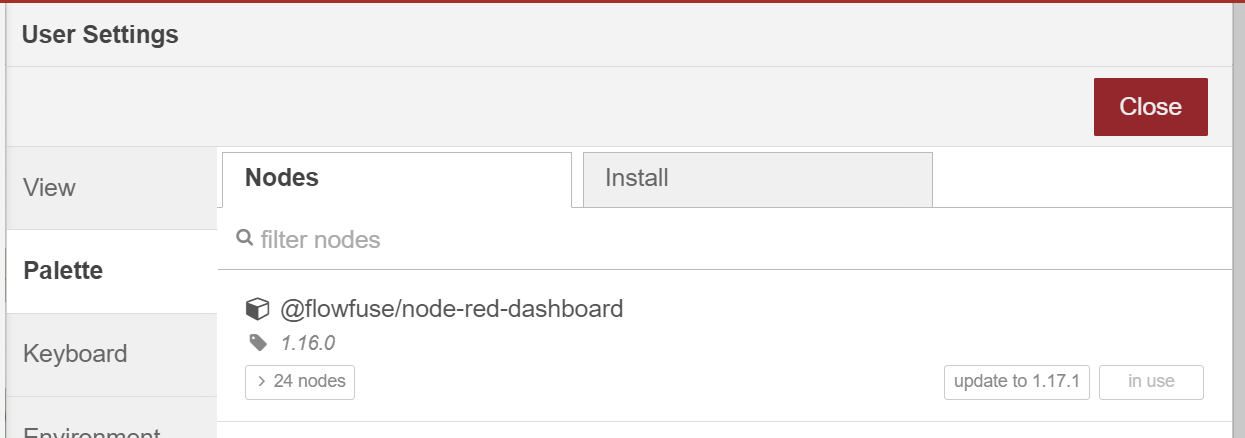 User Settings
Close
View
Nodes
Install
filter nodes
Palette
@flowfuse/node-red-dashboard
1.16.0
Keyboard
24 nodes
update to 1.17.1
in use
Environment